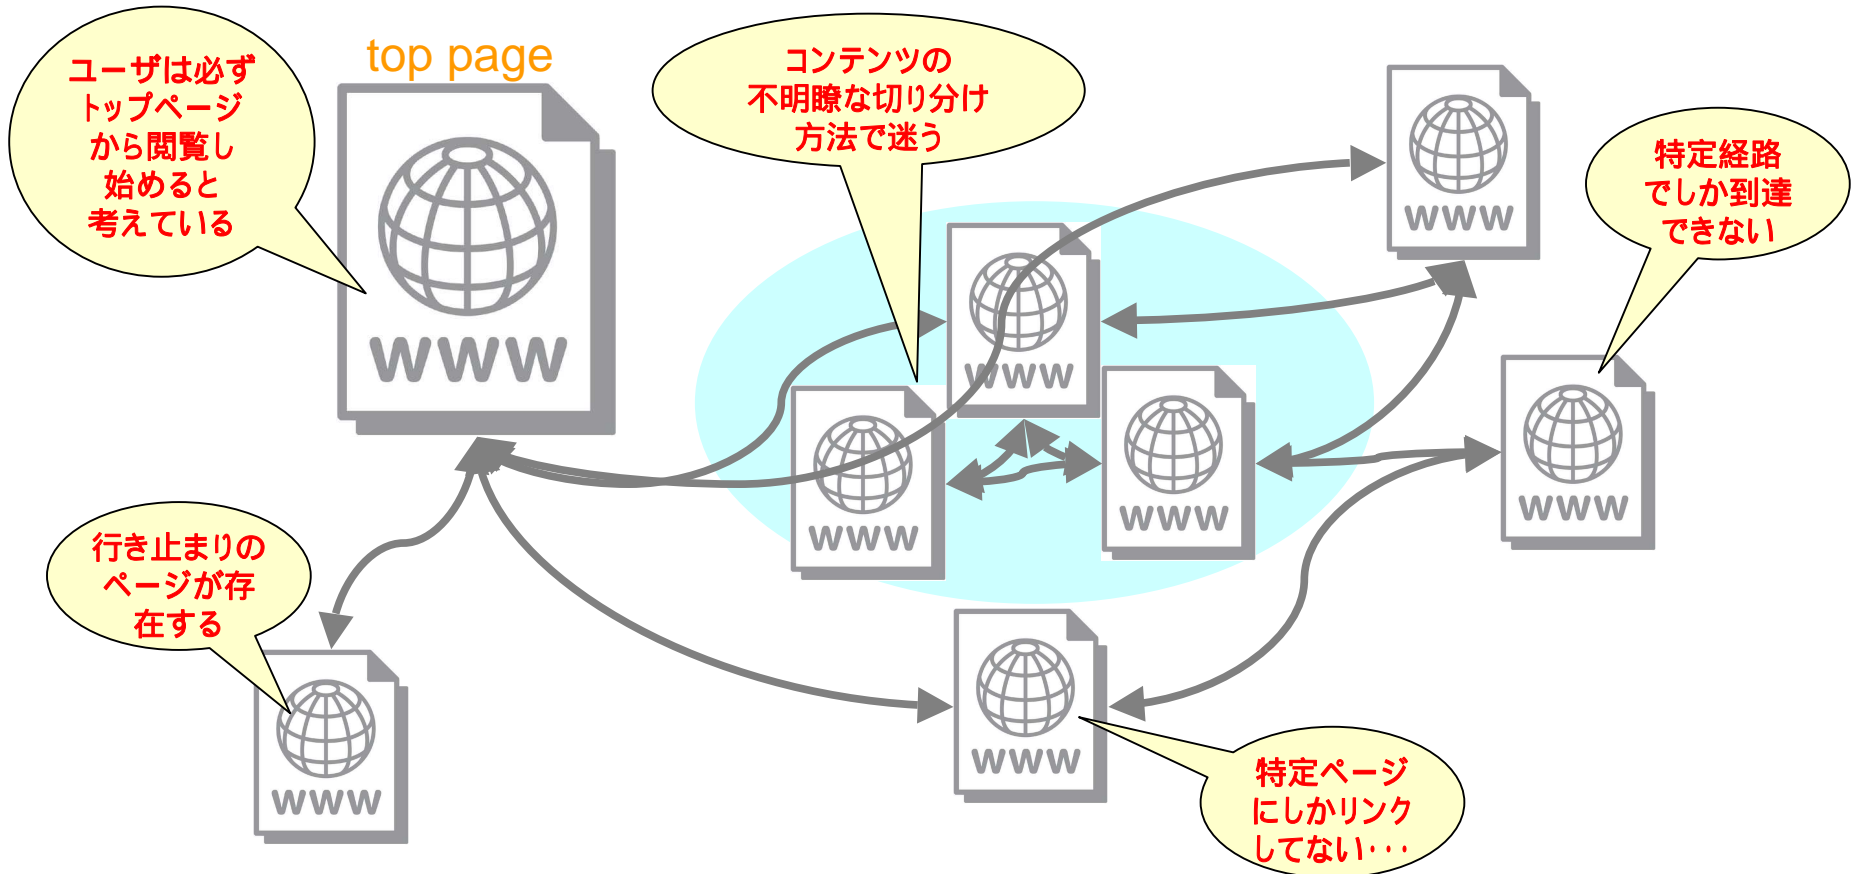 ユーザは必ず
トップページ
から閲覧し
始めると
考えている
top page
WWW
コンテンツの
不明瞭な切り分け
方法で迷う
WWW
特定経路
でしか到達
できない
WWW
WWW
WWW
WWW
行き止まりの
ページが存
在する
WWW
WWW
特定ページ
にしかリンク
してない・・・